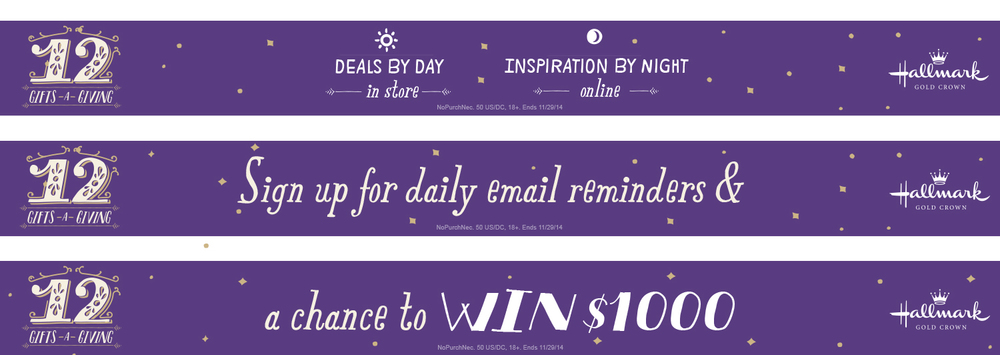 12
GIFTS-A-GIVING
DEALS BY DAY
in store
INSPIRATION BY NIGHT
online
NoPurchNec. 50 US/DC, 18+. Ends 11/29/14
Hallmark
GOLD CROWN
12
GIFTS-A-GIVING
Sign up for daily email reminders &
NoPurchNec. 50 US/DC, 18+. Ends 11/29/14
Hallmark
GOLD CROWN
12
GIFTS-A-GIVING
a chance to WIN $1000
NoPurchNec. 50 US/DC, 18+. Ends 11/29/14
Hallmark
GOLD CROWN